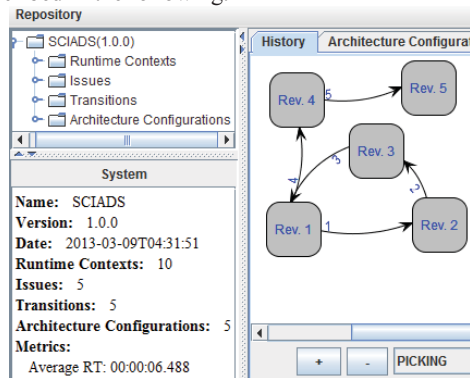 Repository
SCIADS(1.0.0)
Runtime Contexts
Issues
Transitions
Architecture Configurations
System
Name: SCIADS
Version: 1.0.0
Date: 2013-03-09T04:31:51
Runtime Contexts: 10
Issues: 5
Transitions: 5
Architecture Configurations: 5
Metrics:
Average RT: 00:00:06.488
History Architecture
Rev. 4 5 Rev. 5
Rev. 3
3
4 2
Rev. 1 1 Rev. 2
+ - PICKING